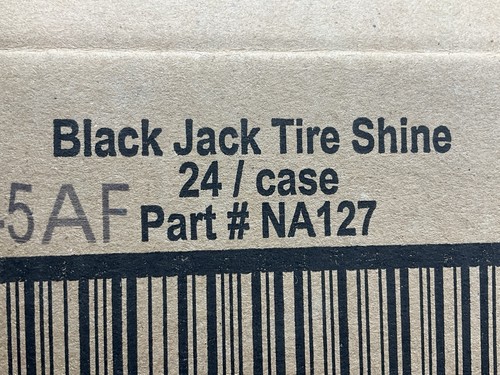 Black Jack Tire Shine
24 / case
5AF
Part # NA127